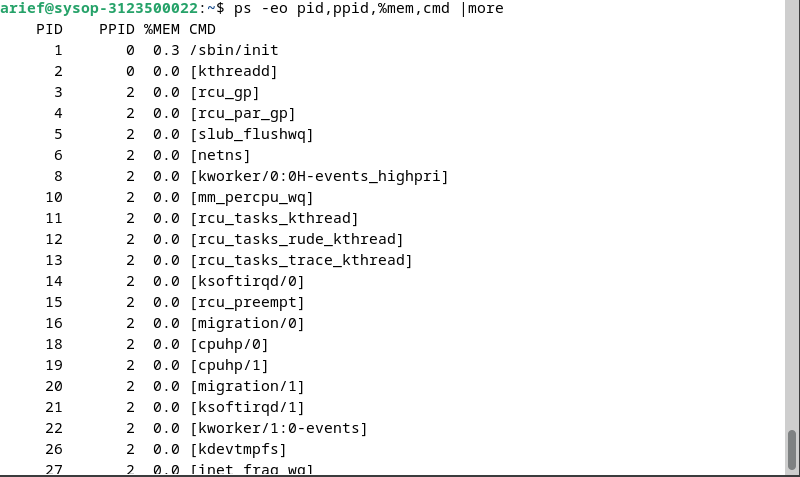 arief@sysop-3123500022:~$ ps -eo pid,ppid,%mem,cmd |more
PID PPID %MEM CMD
1 0 0.3 /sbin/init
2 0 0.0 [kthreadd]
3 2 0.0 [rcu_gp]
4 2 0.0 [rcu_par_gp]
5 2 0.0 [slub_flushwq]
6 2 0.0 [netns]
8 2 0.0 [kworker/0:0H-events_highpri]
10 2 0.0 [mm_percpu_wq]
11 2 0.0 [rcu_tasks_kthread]
12 2 0.0 [rcu_tasks_rude_kthread]
13 2 0.0 [rcu_tasks_trace_kthread]
14 2 0.0 [ksoftirqd/0]
15 2 0.0 [rcu_preempt]
16 2 0.0 [migration/0]
18 2 0.0 [cpuhp/0]
19 2 0.0 [cpuhp/1]
20 2 0.0 [migration/1]
21 2 0.0 [ksoftirqd/1]
22 2 0.0 [kworker/1:0-events]
26 2 0.0 [kdevtmpfs]
27 2 0.0 [inet_frag_wq]